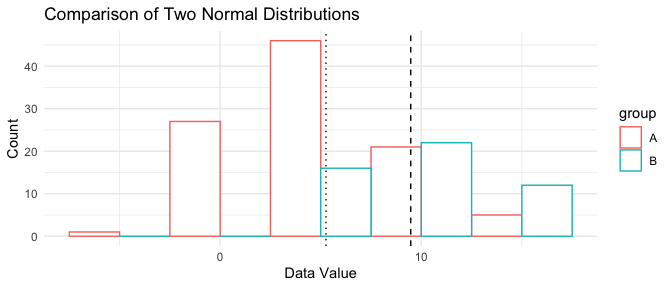 Comparison of Two Normal Distributions
40
30
20
10
0
Count
0 10
Data Value
group
A
B